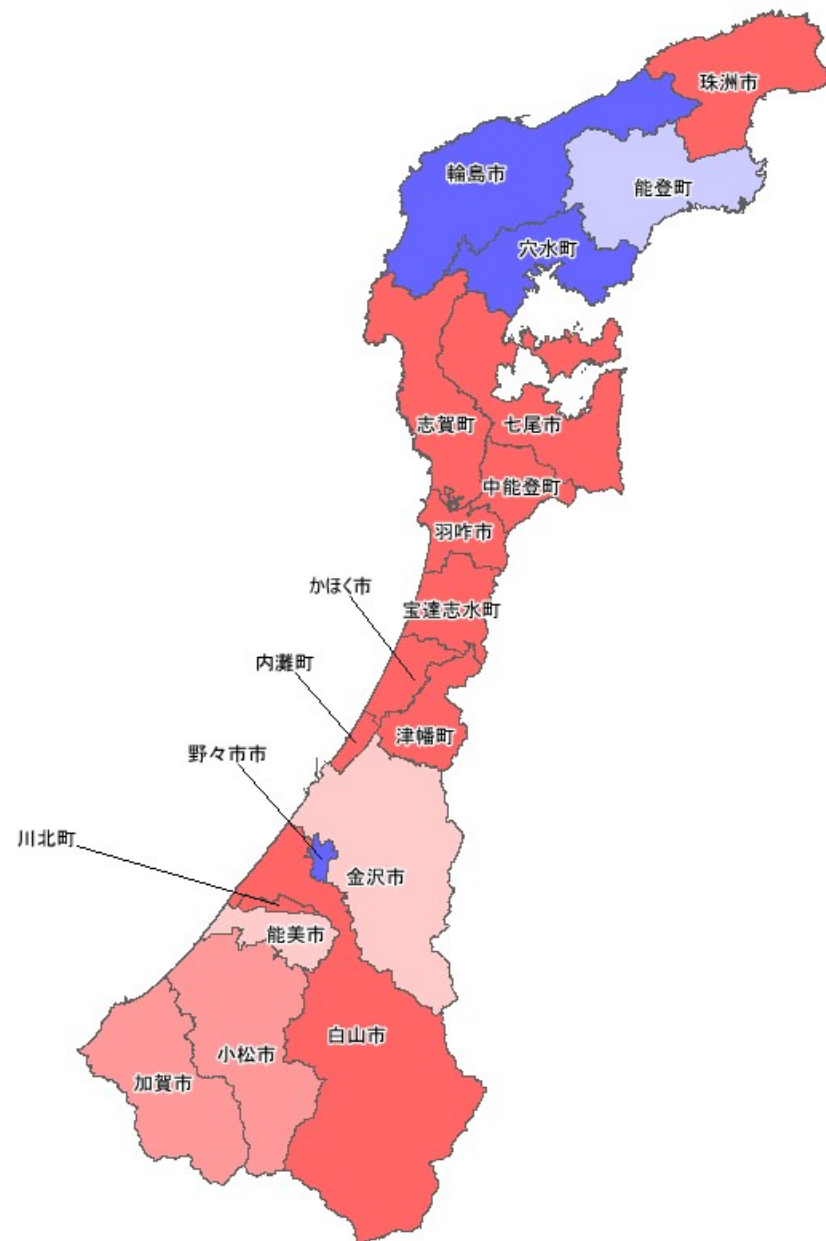 珠洲市
輪島市
能登町
穴水町
志賀町
七尾市
中能登町
羽咋市
かほく市
宝達志水町
内灘町
津幡町
野々市市
川北町
金沢市
能美市
白山市
小松市
加賀市